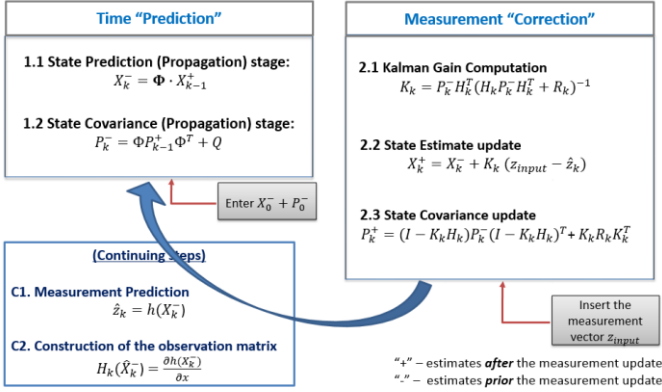 Time "Prediction"
1.1 State Prediction (Propagation) stage:
X_k^- = Φ · X_{k-1}^+
1.2 State Covariance (Propagation) stage:
P_k^- = ΦP_{k-1}^+Φ^T + Q
Enter X_0^- + P_0^-
(Continuing Steps)
C1. Measurement Prediction
ẑ_k = h(X_k^-)
C2. Construction of the observation matrix
H_k(X̂_k^-) = ∂h(X_k^-)/∂x
Measurement "Correction"
2.1 Kalman Gain Computation
K_k = P_k^- H_k^T (H_k P_k^- H_k^T + R_k)^{-1}
2.2 State Estimate update
X_k^+ = X_k^- + K_k (z_{input} − ẑ_k)
2.3 State Covariance update
P_k^+ = (I − K_k H_k)P_k^-(I − K_k H_k)^T + K_k R_k K_k^T
Insert the
measurement
vector z_{input}
"+" – estimates after the measurement update
"-" – estimates prior the measurement update